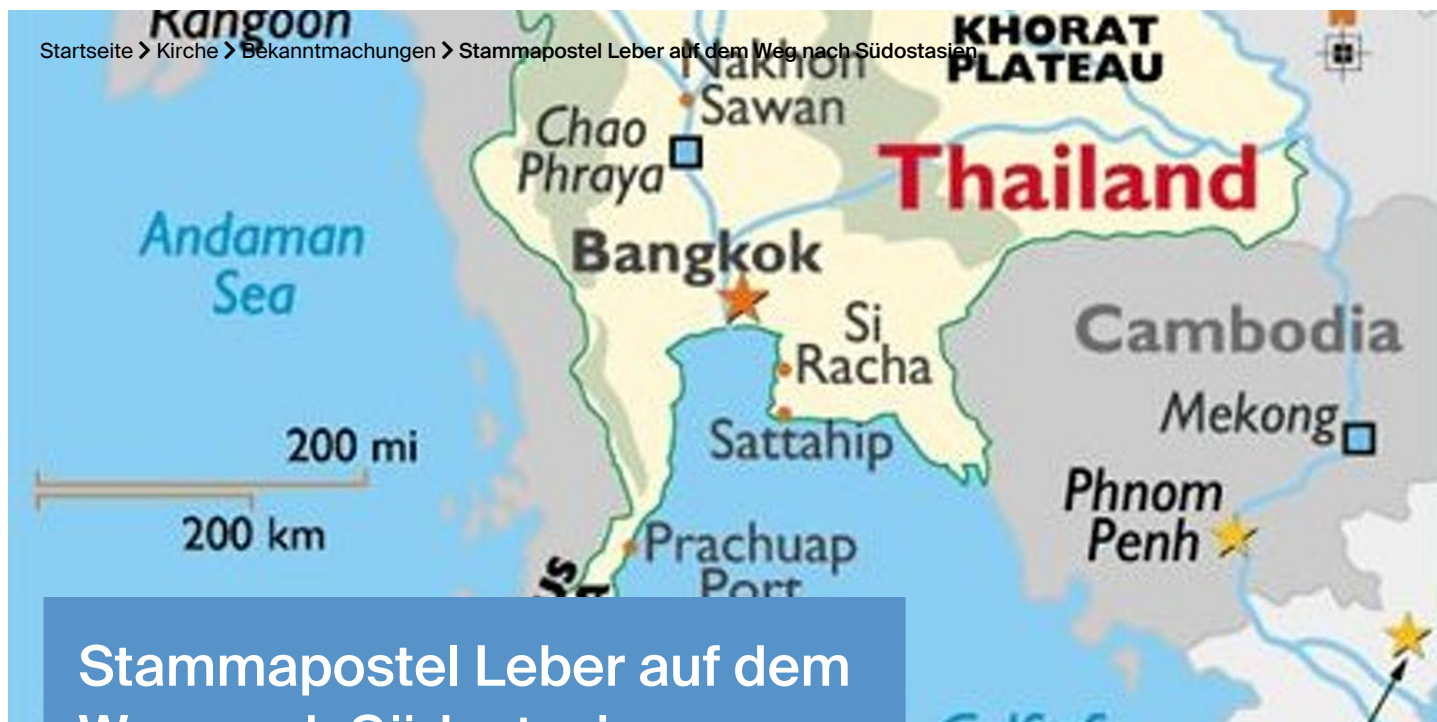 Rangoon
Startseite > Kirche > Bekanntmachungen > Stammapostel Leber auf dem Weg nach Südostasien
KHORAT
PLATEAU
Nakhon
Sawan
Chao
Phraya
Thailand
Andaman
Sea
Bangkok
Si
Racha
Cambodia
Mekong
Sattahip
200 mi
200 km
Phnom
Penh
Prachuap
Port
Stammapostel Leber auf dem